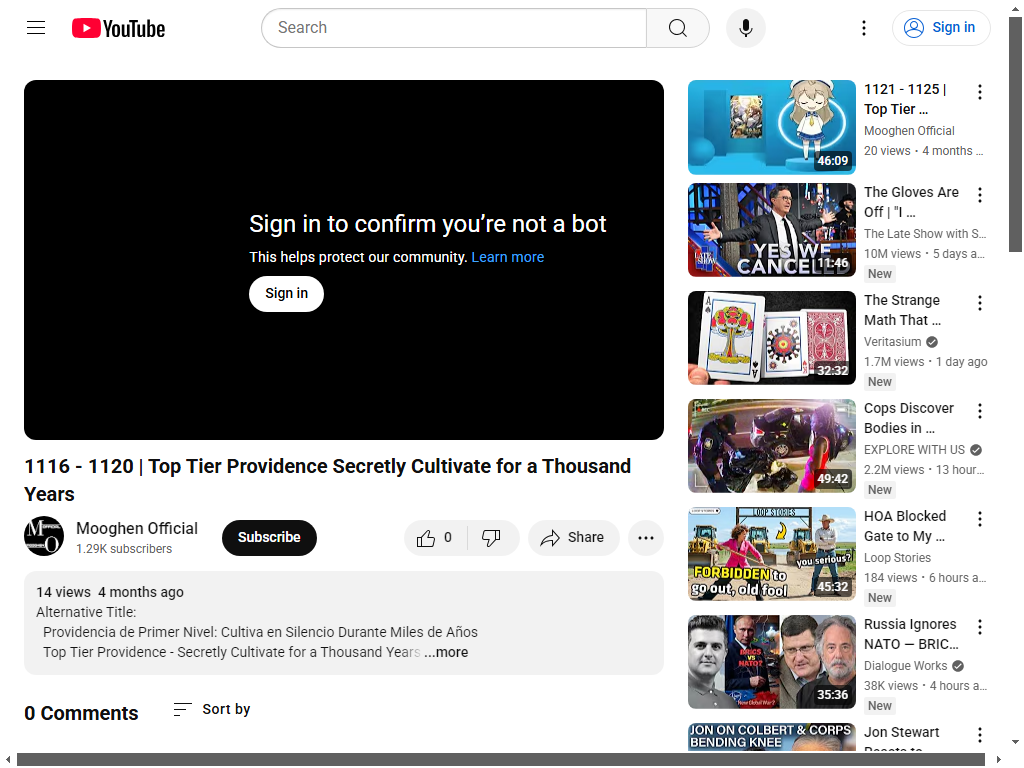 YouTube
Search
Sign in
Sign in to confirm you’re not a bot
This helps protect our community. Learn more
Sign in
1116 - 1120 | Top Tier Providence Secretly Cultivate for a Thousand
Years
Mooghen Official
1.29K subscribers
Subscribe
0
Share
14 views 4 months ago
Alternative Title:
Providencia de Primer Nivel: Cultiva en Silencio Durante Miles de Años
Top Tier Providence - Secretly Cultivate for a Thousand Years ...more
0 Comments
Sort by
46:09
1121 - 1125 |
Top Tier ...
Mooghen Official
20 views • 4 months ...
YES WE
CANCELLED
LATE SHOW
11:46
The Gloves Are
Off | "I ...
The Late Show with S...
10M views • 5 days a...
New
32:32
The Strange
Math That ...
Veritasium
1.7M views • 1 day ago
New
49:42
Cops Discover
Bodies in ...
EXPLORE WITH US
2.2M views • 13 hour...
New
LOOP STORIES
you serious?
FORBIDDEN to
go out, old fool
45:32
HOA Blocked
Gate to My ...
Loop Stories
184 views • 6 hours a...
New
BRICS
VS
NATO?
New Global War?
35:36
Russia Ignores
NATO — BRIC...
Dialogue Works
38K views • 4 hours a...
New
JON ON COLBERT & CORPS
BENDING KNEE
Jon Stewart